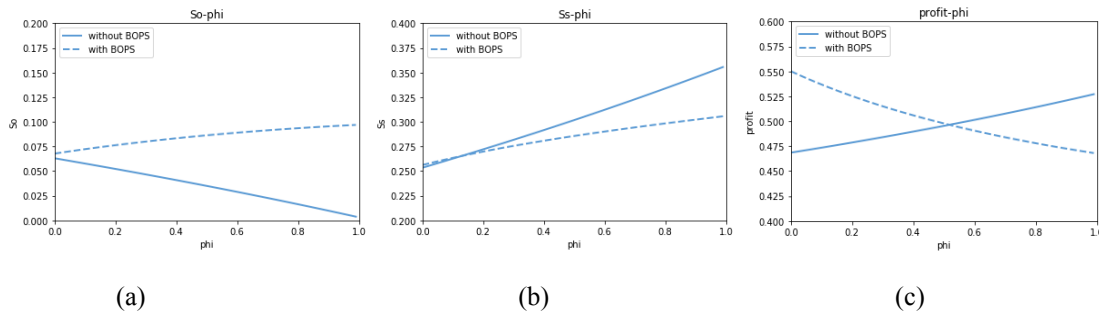 So-phi
So
0.200
0.175
0.150
0.125
0.100
0.075
0.050
0.025
0.000
without BOPS
with BOPS
0.0 0.2 0.4 0.6 0.8 1.0
phi
(a)
Ss-phi
Ss
0.400
0.375
0.350
0.325
0.300
0.275
0.250
0.225
0.200
without BOPS
with BOPS
0.0 0.2 0.4 0.6 0.8 1.0
phi
(b)
profit-phi
profit
0.600
0.575
0.550
0.525
0.500
0.475
0.450
0.425
0.400
without BOPS
with BOPS
0.0 0.2 0.4 0.6 0.8 1.0
phi
(c)